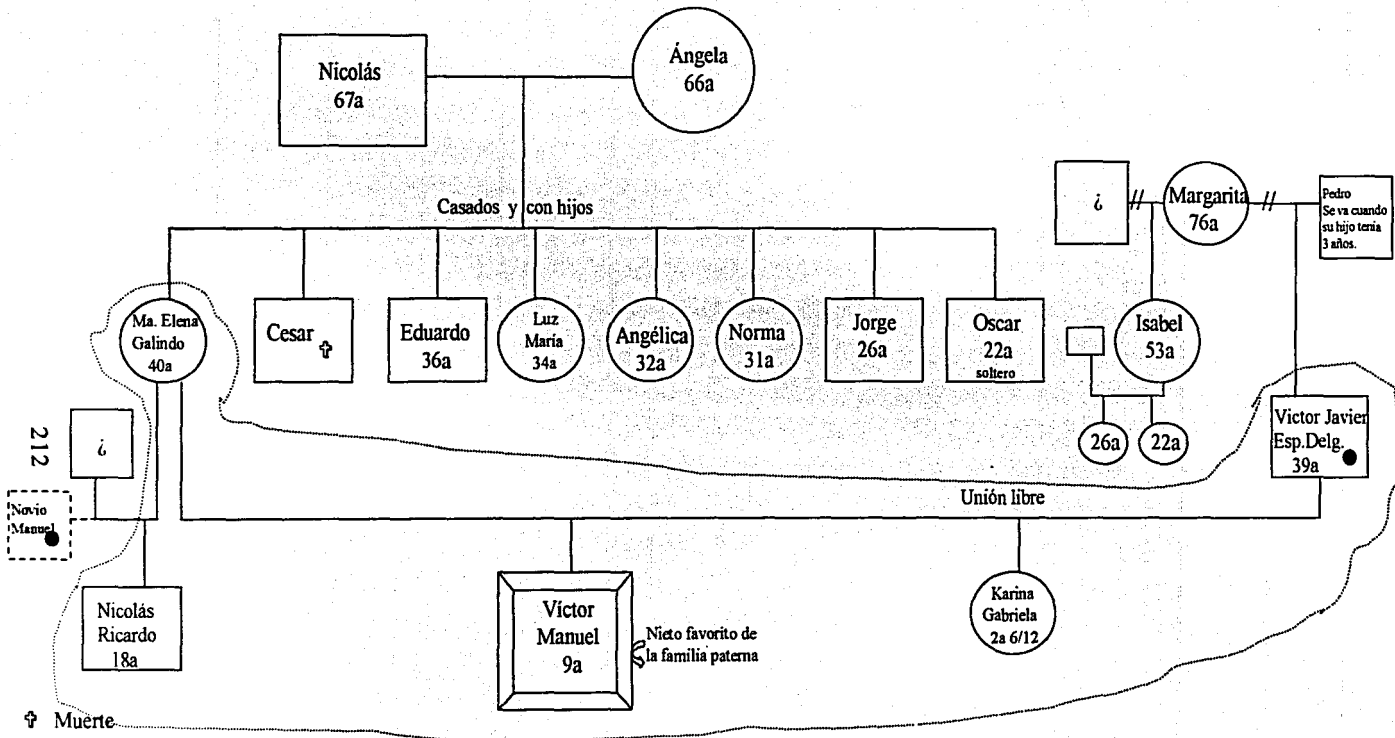 Nicolás
67a
Ángela
66a
Casados y con hijos
¿
Margarita
76a
Pedro
Se va cuando
su hijo tenia
3 años.
Ma. Elena
Galindo
40a
Cesar
Eduardo
36a
Luz
María
34a
Angélica
32a
Norma
31a
Jorge
26a
Oscar
22a
soltero
Isabel
53a
26a
22a
Victor Javier
Esp.Delg.
39a
212
¿
Novio
Manuel
Unión libre
Nicolás
Ricardo
18a
Víctor
Manuel
9a
Nieto favorito de
la familia paterna
Karina
Gabriela
2a 6/12
✞ Muerte